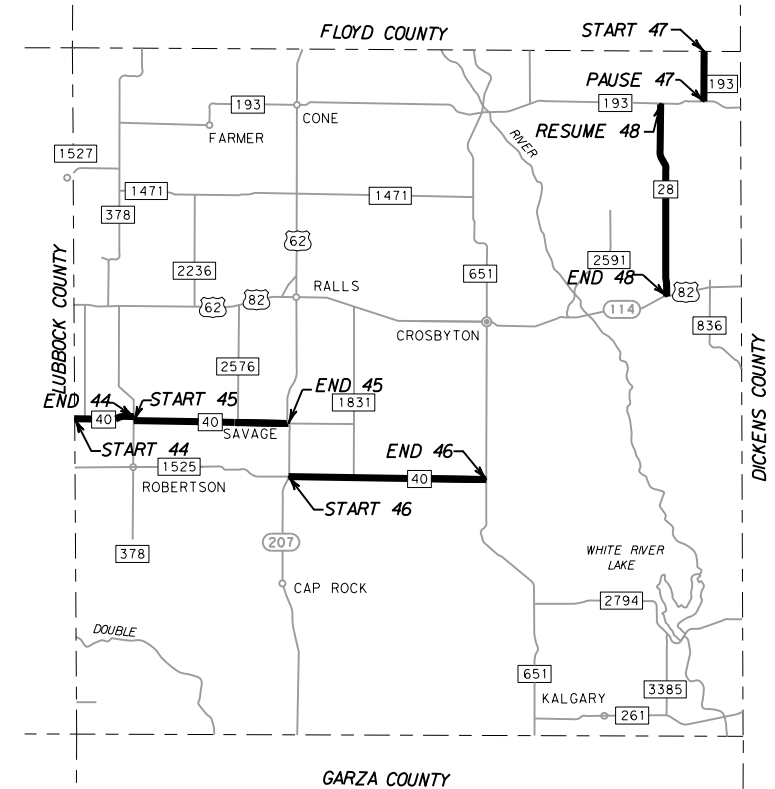 FLOYD COUNTY
START 47
PAUSE 47
193
193
193
CONE
RESUME 48
FARMER
RIVER
1527
1471
1471
28
378
62
2236
2591
651
LUBBOCK COUNTY
RALLS
END 48
82
82
62
114
CROSBYTON
836
DICKENS COUNTY
2576
END 45
END 44
START 45
1831
40
40
SAVAGE
START 44
END 46
1525
40
ROBERTSON
START 46
207
378
WHITE RIVER
LAKE
CAP ROCK
2794
DOUBLE
651
3385
KALGARY
261
GARZA COUNTY